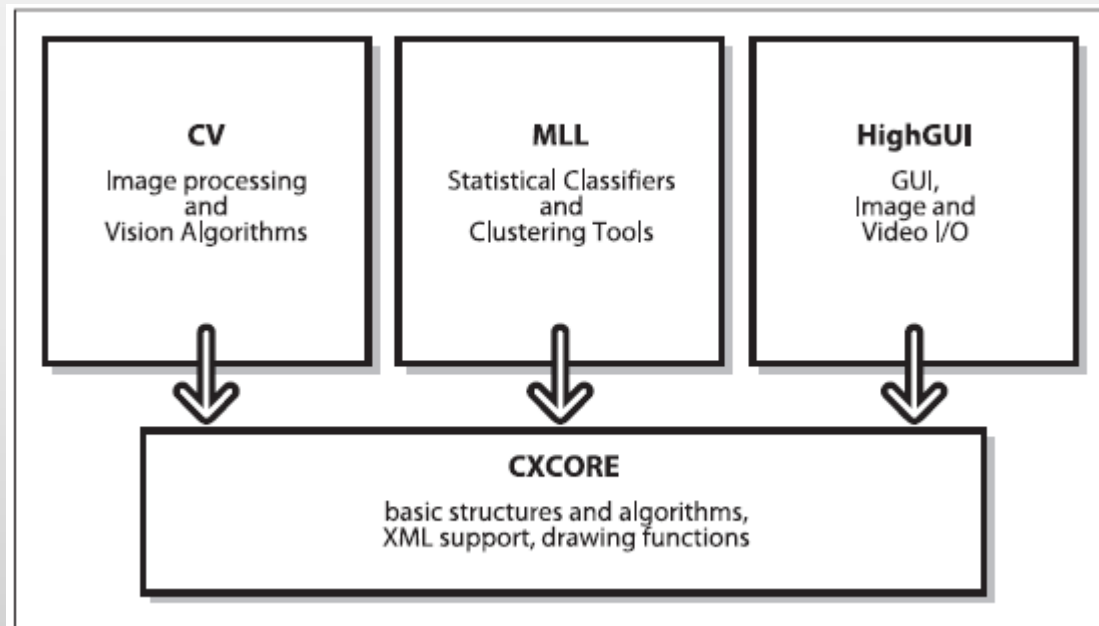 CV
Image processing
and
Vision Algorithms
MLL
Statistical Classifiers
and
Clustering Tools
HighGUI
GUI,
Image and
Video I/O
CXCORE
basic structures and algorithms,
XML support, drawing functions